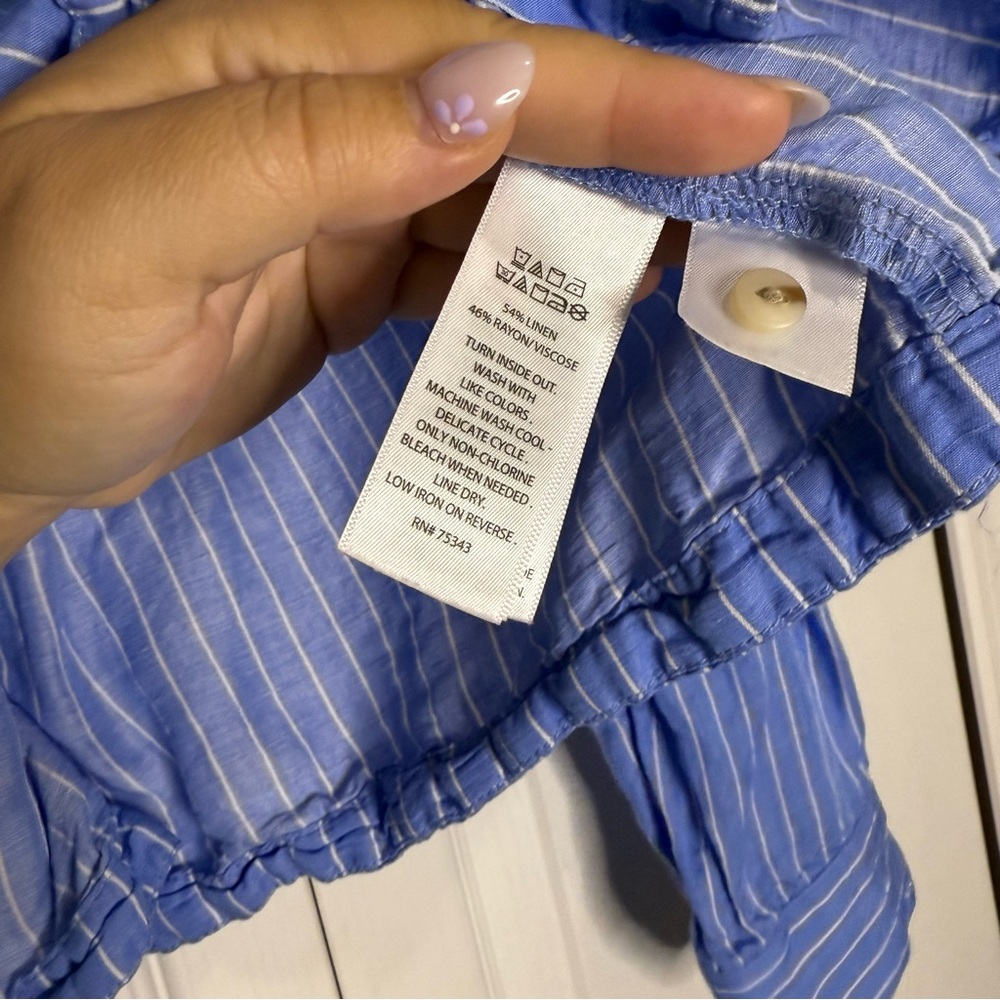 54% LINEN
46% RAYON/VISCOSE
TURN INSIDE OUT.
WASH WITH
LIKE COLORS.
MACHINE WASH COOL -
DELICATE CYCLE
ONLY NON-CHLORINE
BLEACH WHEN NEEDED.
LINE DRY.
LOW IRON ON REVERSE.
RN# 75343